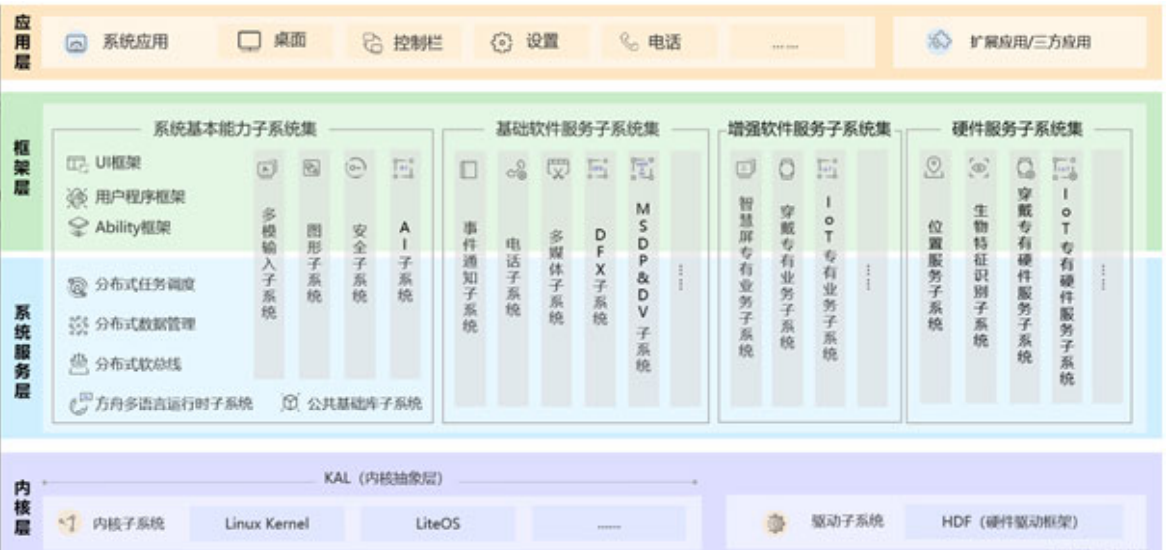 应用层
系统应用
桌面
控制栏
设置
电话
……
扩展应用/三方应用
框架层
系统服务层
系统基本能力子系统集
UI框架
用户程序框架
Ability框架
分布式任务调度
分布式数据管理
分布式软总线
方舟多语言运行时子系统
公共基础库子系统
多模输入子系统
图形子系统
安全子系统
AI子系统
基础软件服务子系统集
事件通知子系统
电话子系统
多媒体子系统
DFX子系统
MSDP&DV子系统
……
增强软件服务子系统集
智慧屏专有业务子系统
穿戴专有业务子系统
IoT专有业务子系统
……
硬件服务子系统集
位置服务子系统
生物特征识别子系统
穿戴专有硬件服务子系统
IoT专有硬件服务子系统
……
内核层
KAL（内核抽象层）
内核子系统
Linux Kernel
LiteOS
……
驱动子系统
HDF（硬件驱动框架）